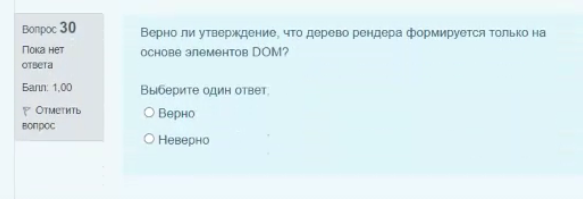 Вопрос 30
Пока нет
ответа
Балл: 1,00
Отметить
вопрос
Верно ли утверждение, что дерево рендера формируется только на
основе элементов DOM?
Выберите один ответ:
Верно
Неверно